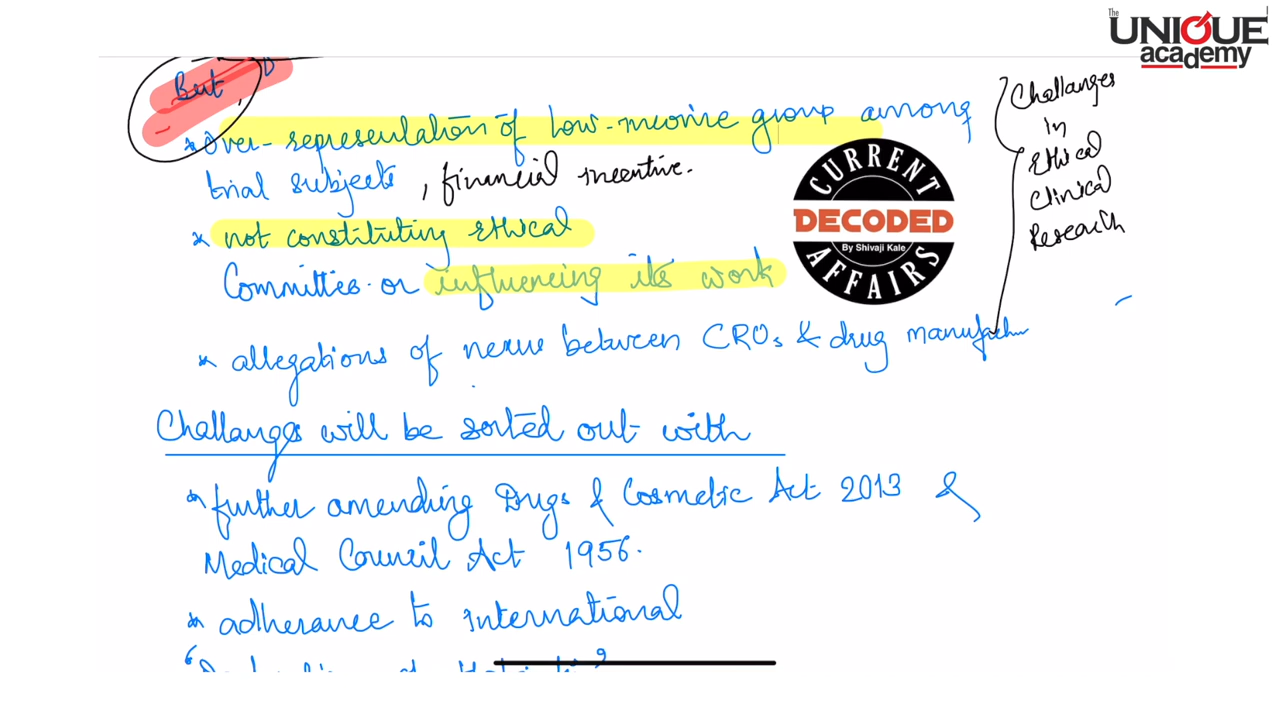 The
UNIQUE
academy
But,
* over-representation of low-income group among
trial subjects, financial incentive.
* not constituting Ethical
Committes. or influencing its work
* allegations of nexus between CROs & drug
Challanges
in
Ethical
Clinical
Research
CURRENT
DECODED
By Shivaji Kale
AFFAIRS
Challanges will be sorted out with
* further amending Drugs & Cosmetic Act 2013 &
Medical Council Act 1956.
* adherance to international